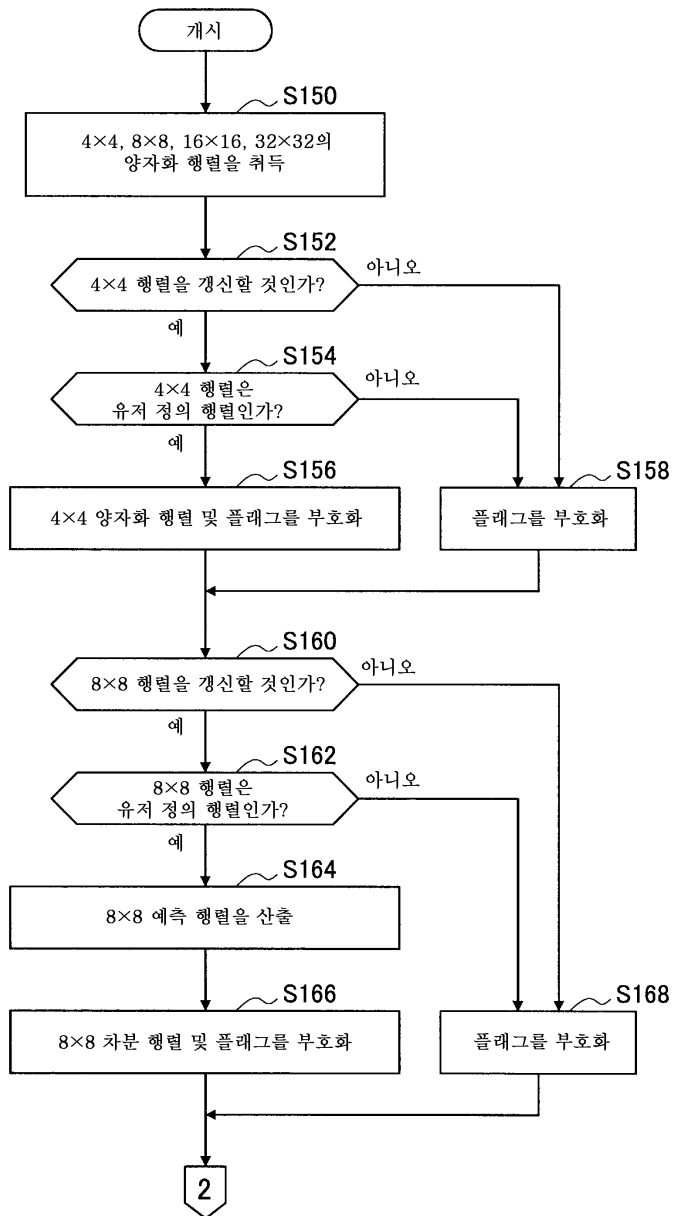 개시
S150
4×4, 8×8, 16×16, 32×32의
양자화 행렬을 취득
S152
4×4 행렬을 갱신할 것인가?
아니오
예
S154
4×4 행렬은
유저 정의 행렬인가?
아니오
예
S156
4×4 양자화 행렬 및 플래그를 부호화
S158
플래그를 부호화
S160
8×8 행렬을 갱신할 것인가?
아니오
예
S162
8×8 행렬은
유저 정의 행렬인가?
아니오
예
S164
8×8 예측 행렬을 산출
S166
8×8 차분 행렬 및 플래그를 부호화
S168
플래그를 부호화
2